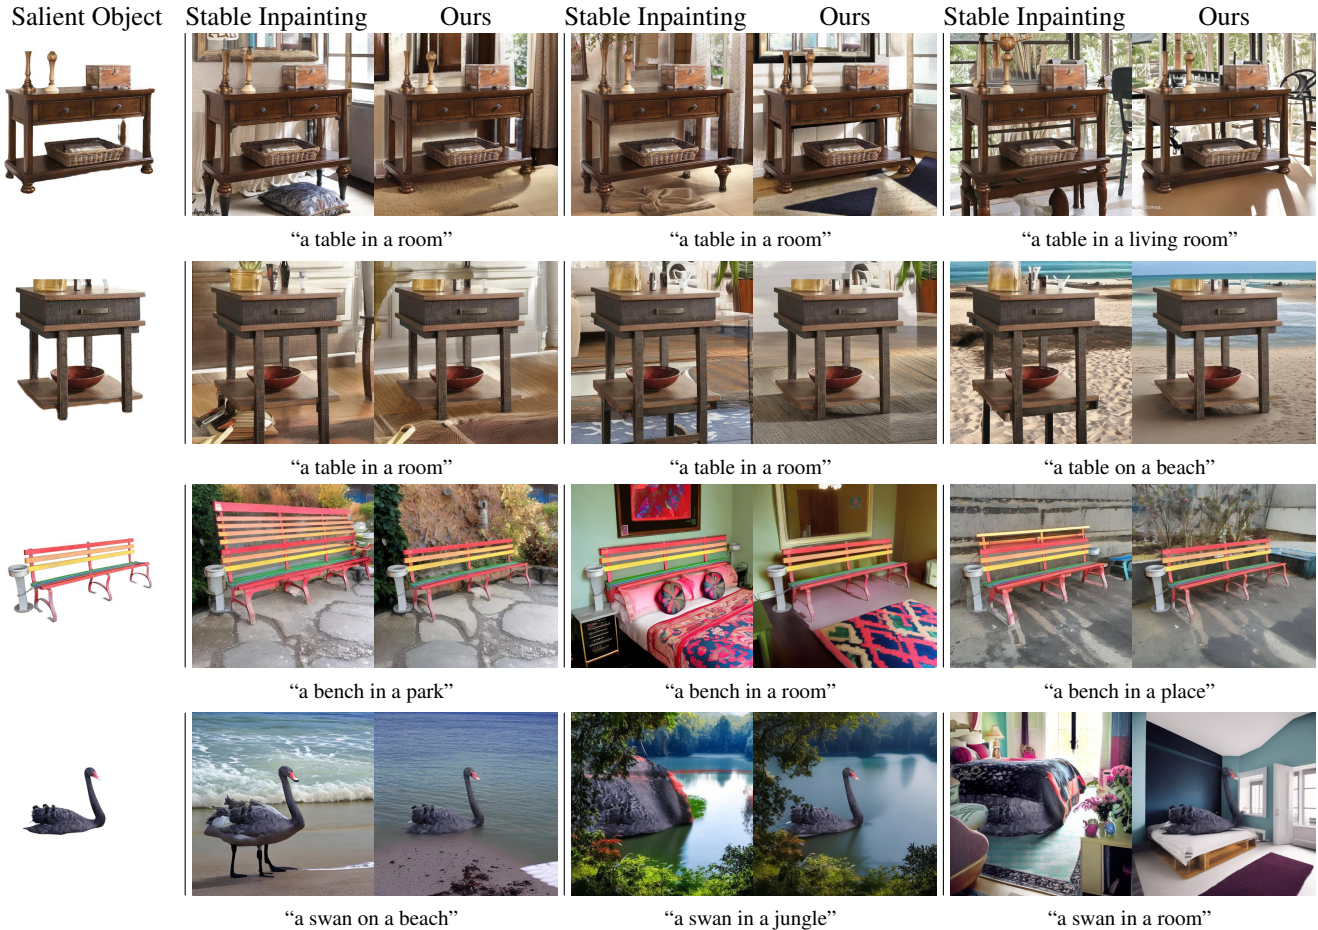 Salient Object Stable Inpainting Ours Stable Inpainting Ours Stable Inpainting Ours
“a table in a room” “a table in a room” “a table in a living room”
“a table in a room” “a table in a room” “a table on a beach”
“a bench in a park” “a bench in a room” “a bench in a place”
“a swan on a beach” “a swan in a jungle” “a swan in a room”